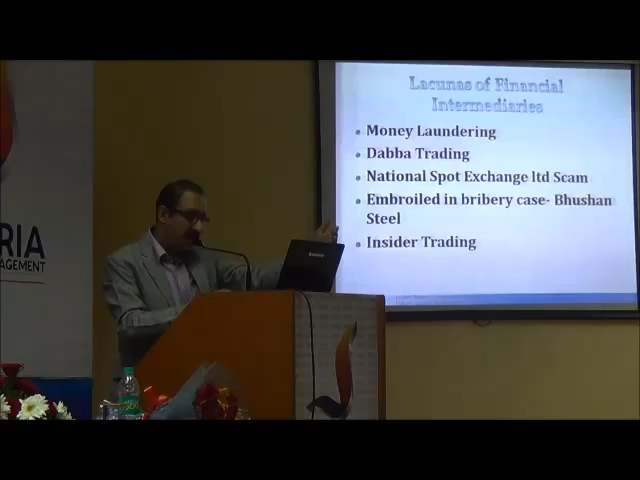 Lacunas of Financial
Intermediaries
Money Laundering
Dabba Trading
National Spot Exchange ltd Scam
Embroiled in bribery case- Bhushan
Steel
Insider Trading
RIA
AGEMENT
lenovo